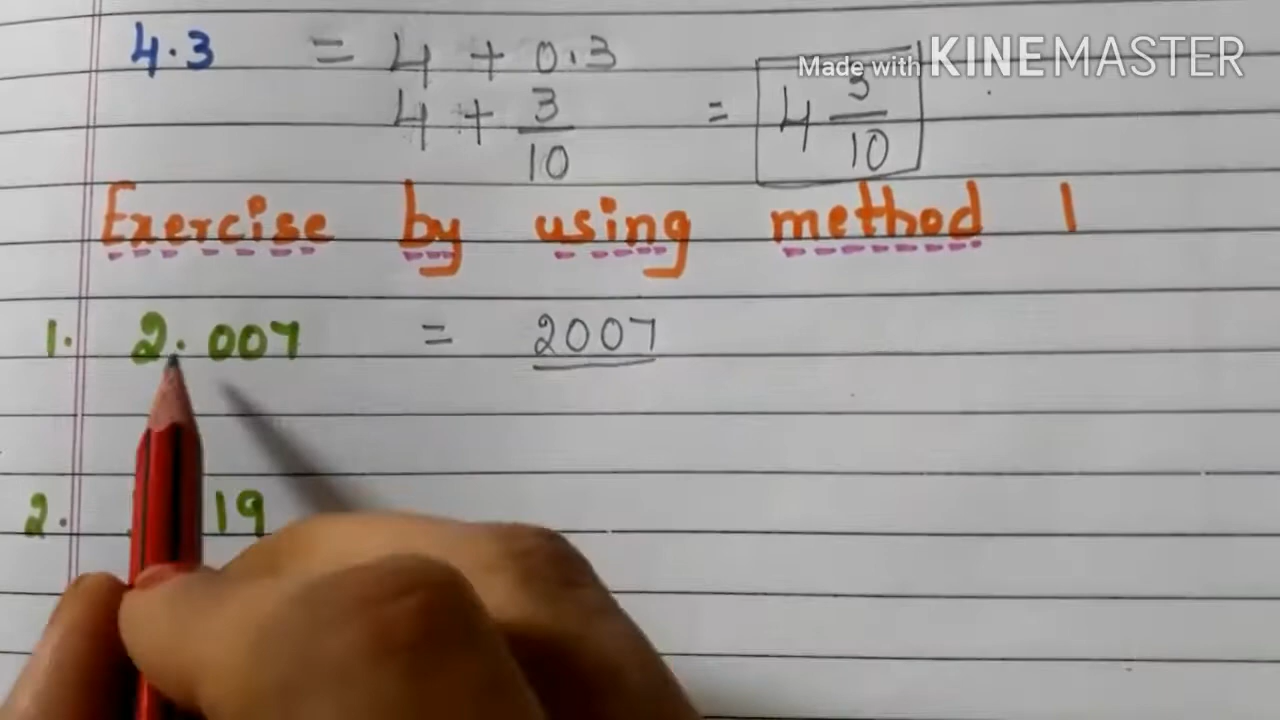 4.3 = 4 + 0.3
Made with KINEMASTER
4 + 3/10 = 4 3/10
Exercise by using method 1
1. 2.007 = 2007
2. 19